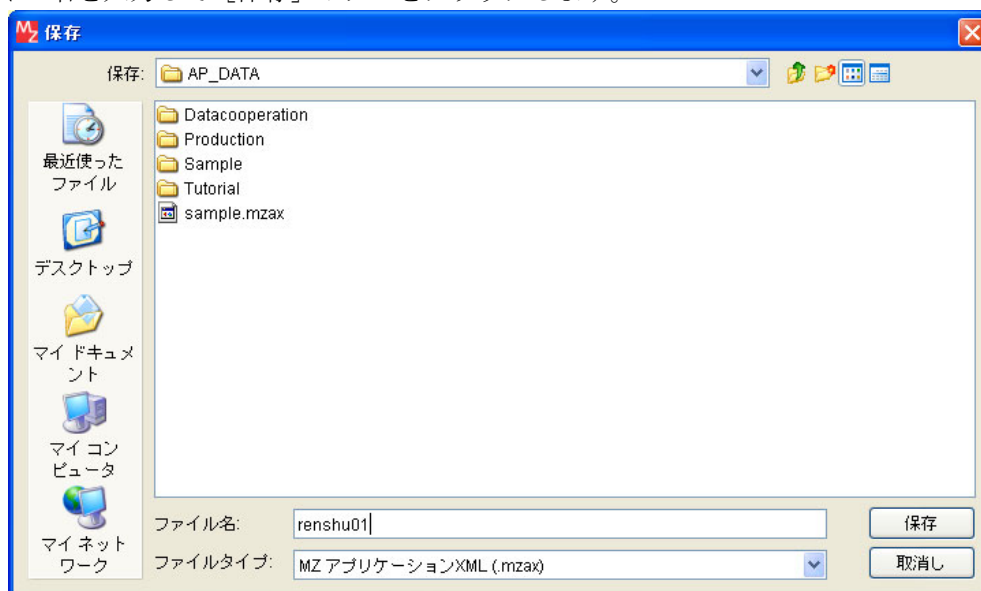 保存
保存: AP_DATA
Datacooperation
Production
Sample
Tutorial
sample.mzax
最近使った
ファイル
デスクトップ
マイ ドキュメ
ント
マイ コン
ピュータ
マイ ネット
ワーク
ファイル名: renshu01
保存
ファイルタイプ: MZ アプリケーションXML (.mzax)
取消し